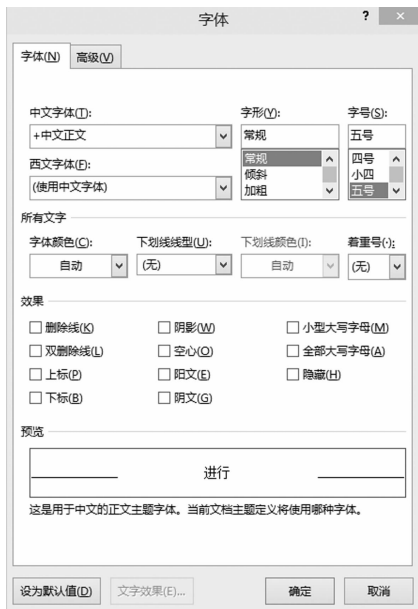 字体
?
×
字体(N) 高级(V)
中文字体(T): 字形(Y): 字号(S):
+中文正文 常规 五号
西文字体(F): 常规 四号
(使用中文字体) 倾斜 小四
加粗 五号
所有文字
字体颜色(C): 下划线线型(U): 下划线颜色(I): 着重号(·):
自动 (无) 自动 (无)
效果
删除线(K) 阴影(W) 小型大写字母(M)
双删除线(L) 空心(O) 全部大写字母(A)
上标(P) 阳文(E) 隐藏(H)
下标(B) 阴文(G)
预览
进行
这是用于中文的正文主题字体。当前文档主题定义将使用哪种字体。
设为默认值(D) 文字效果(E)... 确定 取消